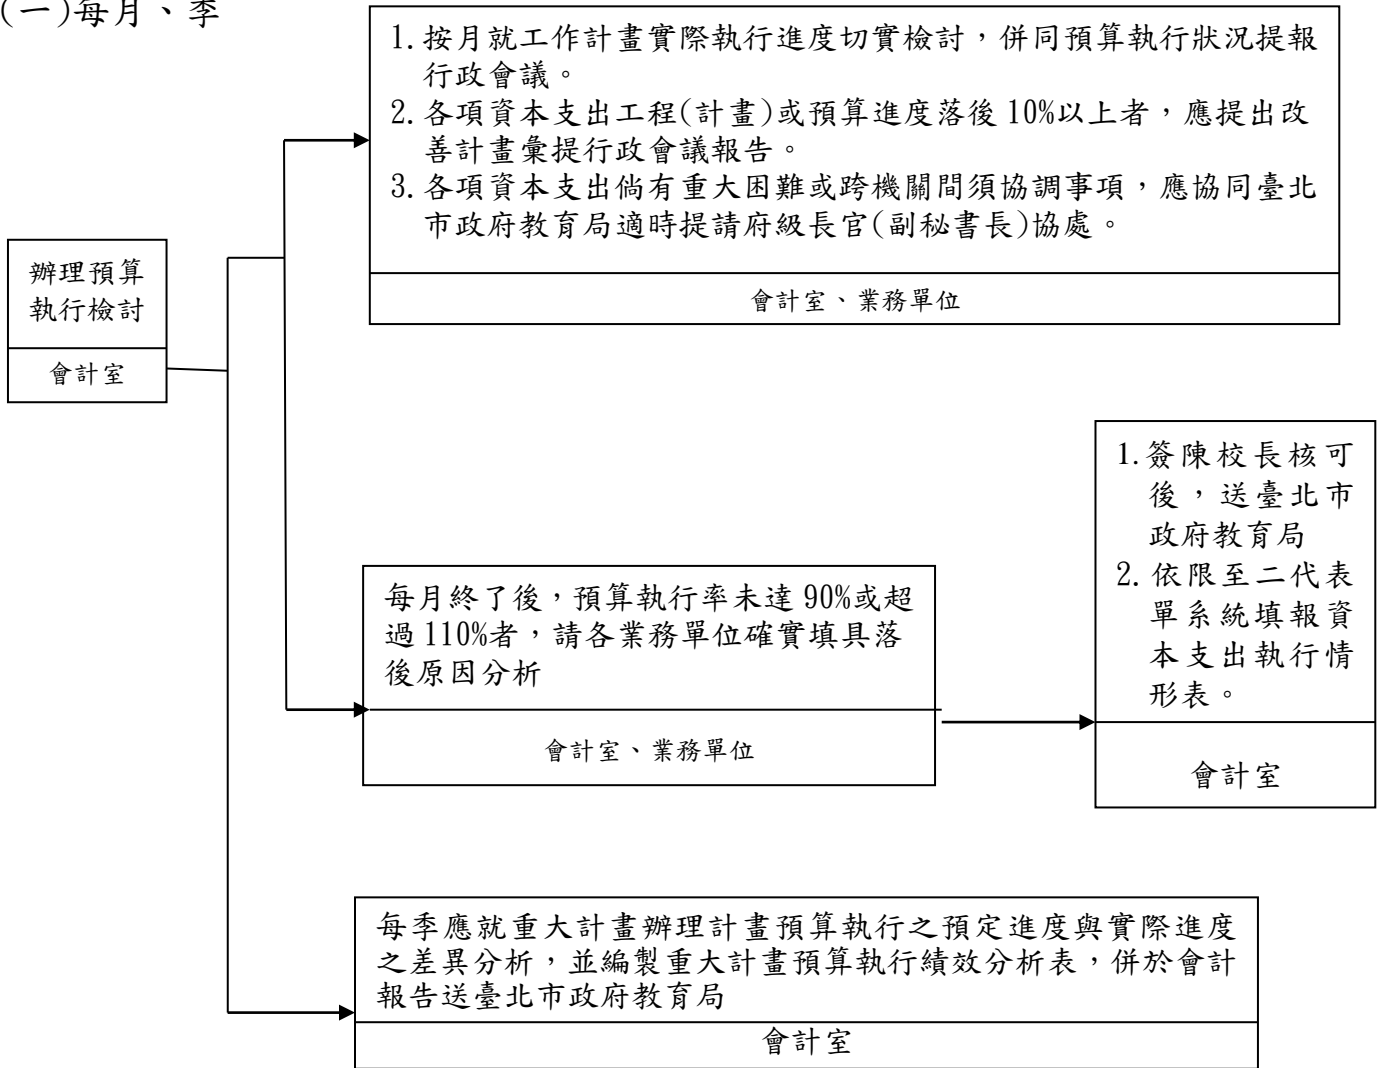 (一)每月、季
1.按月就工作計畫實際執行進度切實檢討，併同預算執行狀況提報
行政會議。
2.各項資本支出工程(計畫)或預算進度落後 10%以上者，應提出改
善計畫彙提行政會議報告。
3.各項資本支出倘有重大困難或跨機關間須協調事項，應協同臺北
市政府教育局適時提請府級長官(副秘書長)協處。
會計室、業務單位
辦理預算
執行檢討
會計室
每月終了後，預算執行率未達 90%或超
過 110%者，請各業務單位確實填具落
後原因分析
會計室、業務單位
1.簽陳校長核可
後，送臺北市
政府教育局
2.依限至二代表
單系統填報資
本支出執行情
形表。
會計室
每季應就重大計畫辦理計畫預算執行之預定進度與實際進度
之差異分析，並編製重大計畫預算執行績效分析表，併於會計
報告送臺北市政府教育局
會計室